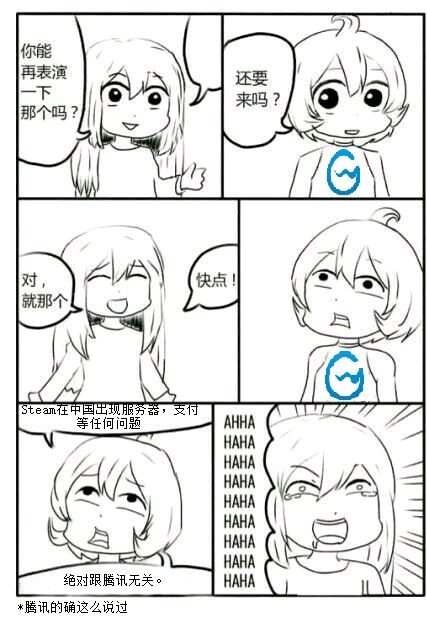 你能
再表演
一下
那个吗？
还要
来吗？
对，
就那个
快点！
Steam在中国出现服务器，支付
等任何问题
绝对跟腾讯无关。
AHHA
HAHA
HAHA
HAHA
HAHA
HAHA
HAHA
HAHA
HAHA
*腾讯的确这么说过